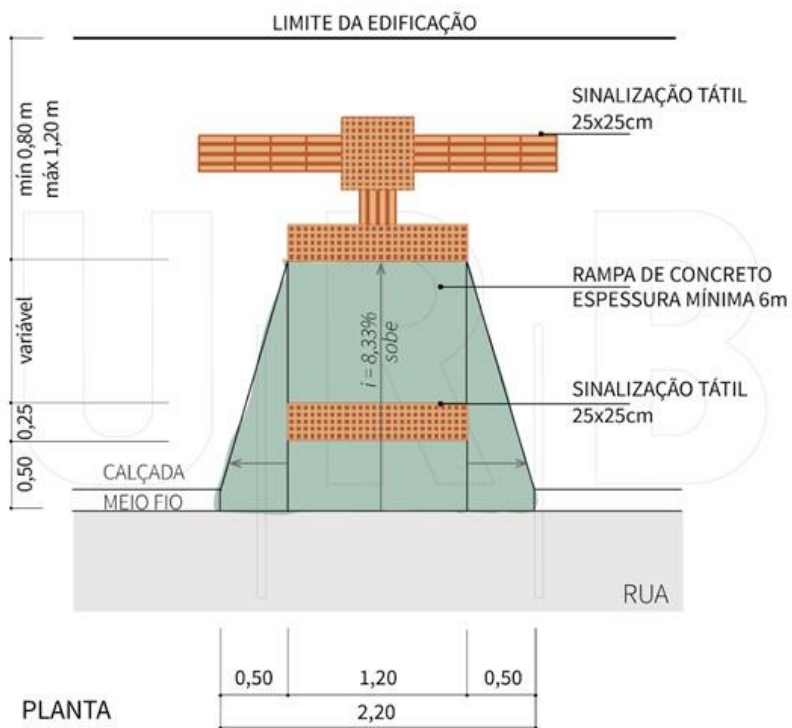 LIMITE DA EDIFICAÇÃO
SINALIZAÇÃO TÁTIL
25x25cm
mín 0,80 m
máx 1,20 m
RAMPA DE CONCRETO
ESPESSURA MÍNIMA 6m
i = 8,33%
sobe
variável
SINALIZAÇÃO TÁTIL
25x25cm
0,25
0,50
CALÇADA
MEIO FIO
RUA
0,50
1,20
0,50
2,20
PLANTA
URB